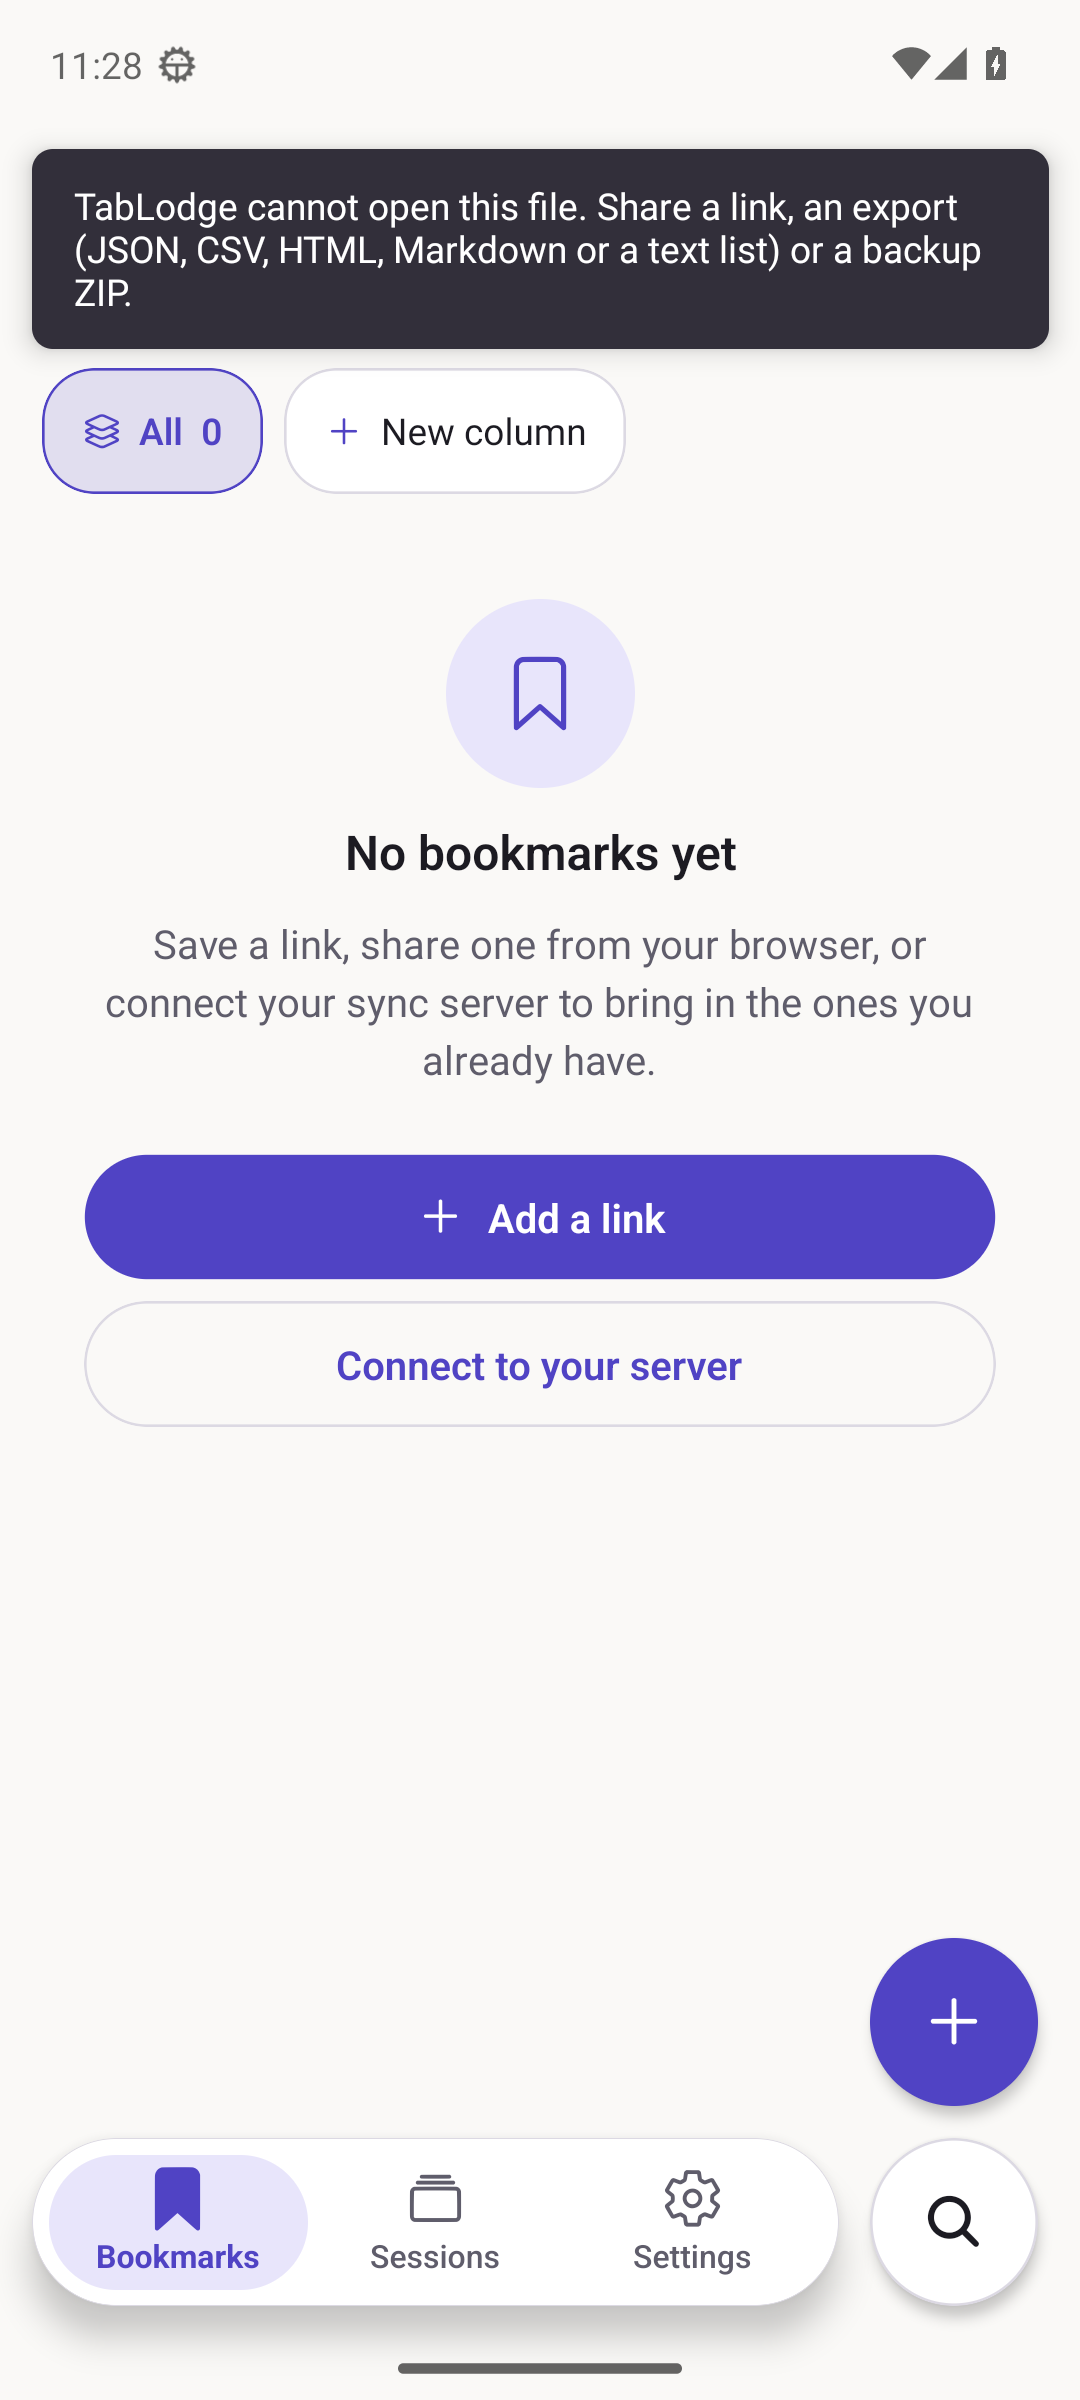 11:28
TabLodge cannot open this file. Share a link, an export
(JSON, CSV, HTML, Markdown or a text list) or a backup
ZIP.
All 0
New column
No bookmarks yet
Save a link, share one from your browser, or
connect your sync server to bring in the ones you
already have.
Add a link
Connect to your server
Bookmarks
Sessions
Settings